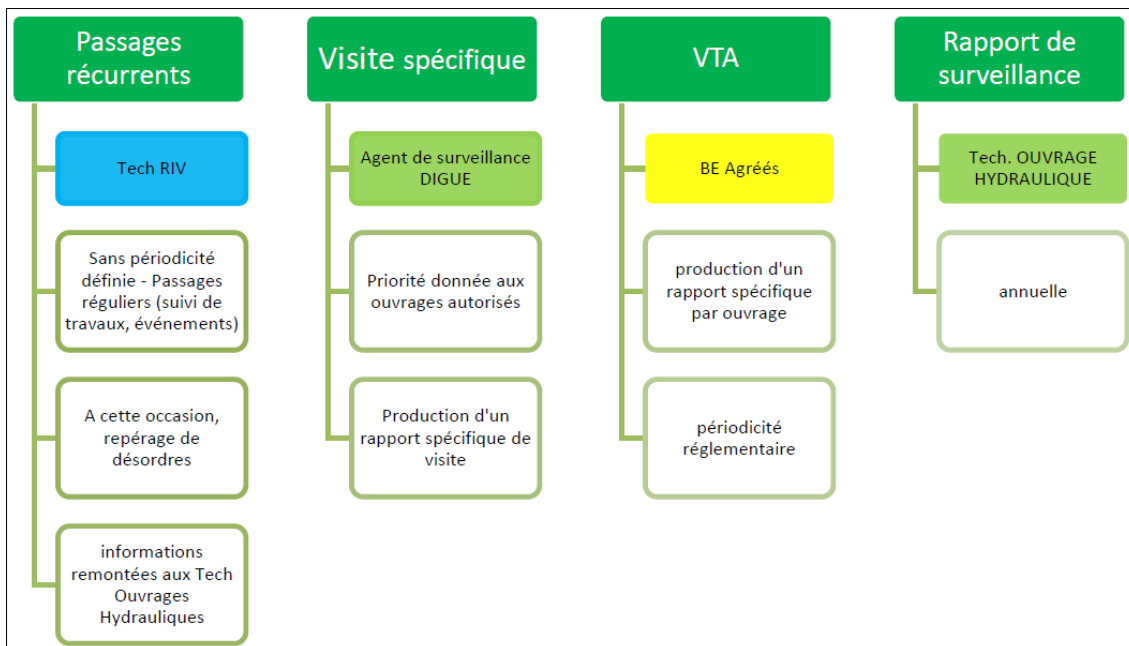 Passages
récurrents
Tech RIV
Sans périodicité
définie - Passages
réguliers (suivi de
travaux, événements)
A cette occasion,
repérage de
désordres
informations
remontées aux Tech
Ouvrages
Hydrauliques
Visite spécifique
Agent de surveillance
DIGUE
Priorité donnée aux
ouvrages autorisés
Production d'un
rapport spécifique de
visite
VTA
BE Agréés
production d'un
rapport spécifique
par ouvrage
périodicité
réglementaire
Rapport de
surveillance
Tech. OUVRAGE
HYDRAULIQUE
annuelle